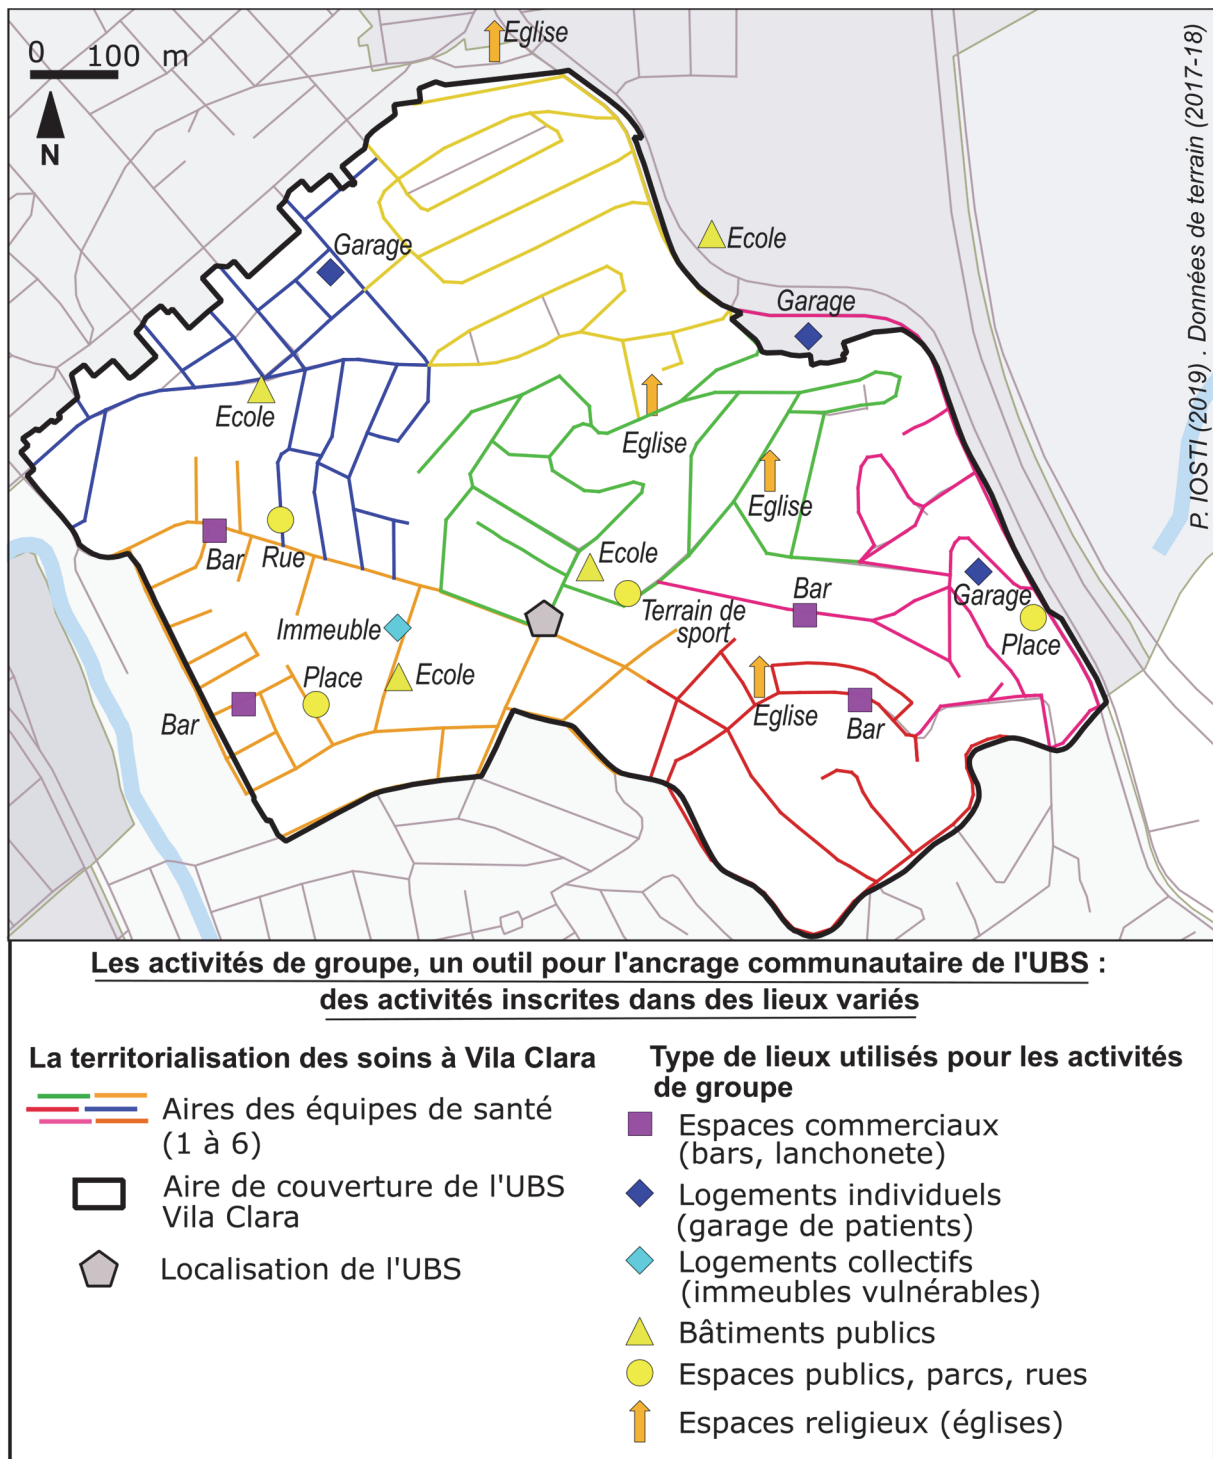 Eglise
0 100 m
N
P. IOSTI (2019) . Données de terrain (2017-18)
Ecole
Garage
Garage
Ecole
Eglise
Eglise
Bar
Rue
Ecole
Garage
Bar
Terrain de
sport
Immeuble
Place
Ecole
Place
Bar
Eglise
Bar
Les activités de groupe, un outil pour l'ancrage communautaire de l'UBS :
des activités inscrites dans des lieux variés
La territorialisation des soins à Vila Clara
Aires des équipes de santé
(1 à 6)
Aire de couverture de l'UBS
Vila Clara
Localisation de l'UBS
Type de lieux utilisés pour les activités
de groupe
Espaces commerciaux
(bars, lanchonete)
Logements individuels
(garage de patients)
Logements collectifs
(immeubles vulnérables)
Bâtiments publics
Espaces publics, parcs, rues
Espaces religieux (églises)